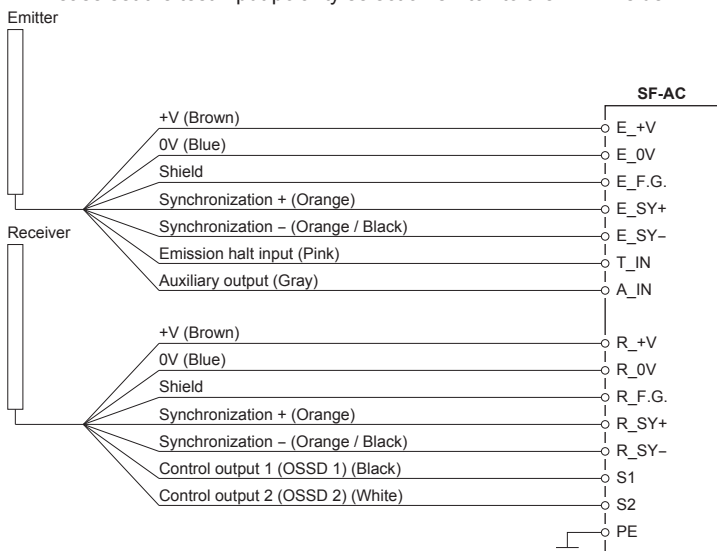 Emitter
SF-AC
+V (Brown)
E_+V
0V (Blue)
E_0V
Shield
E_F.G.
Synchronization + (Orange)
E_SY+
Synchronization − (Orange / Black)
E_SY−
Receiver
Emission halt input (Pink)
T_IN
Auxiliary output (Gray)
A_IN
+V (Brown)
R_+V
0V (Blue)
R_0V
Shield
R_F.G.
Synchronization + (Orange)
R_SY+
Synchronization − (Orange / Black)
R_SY−
Control output 1 (OSSD 1) (Black)
S1
Control output 2 (OSSD 2) (White)
S2
PE